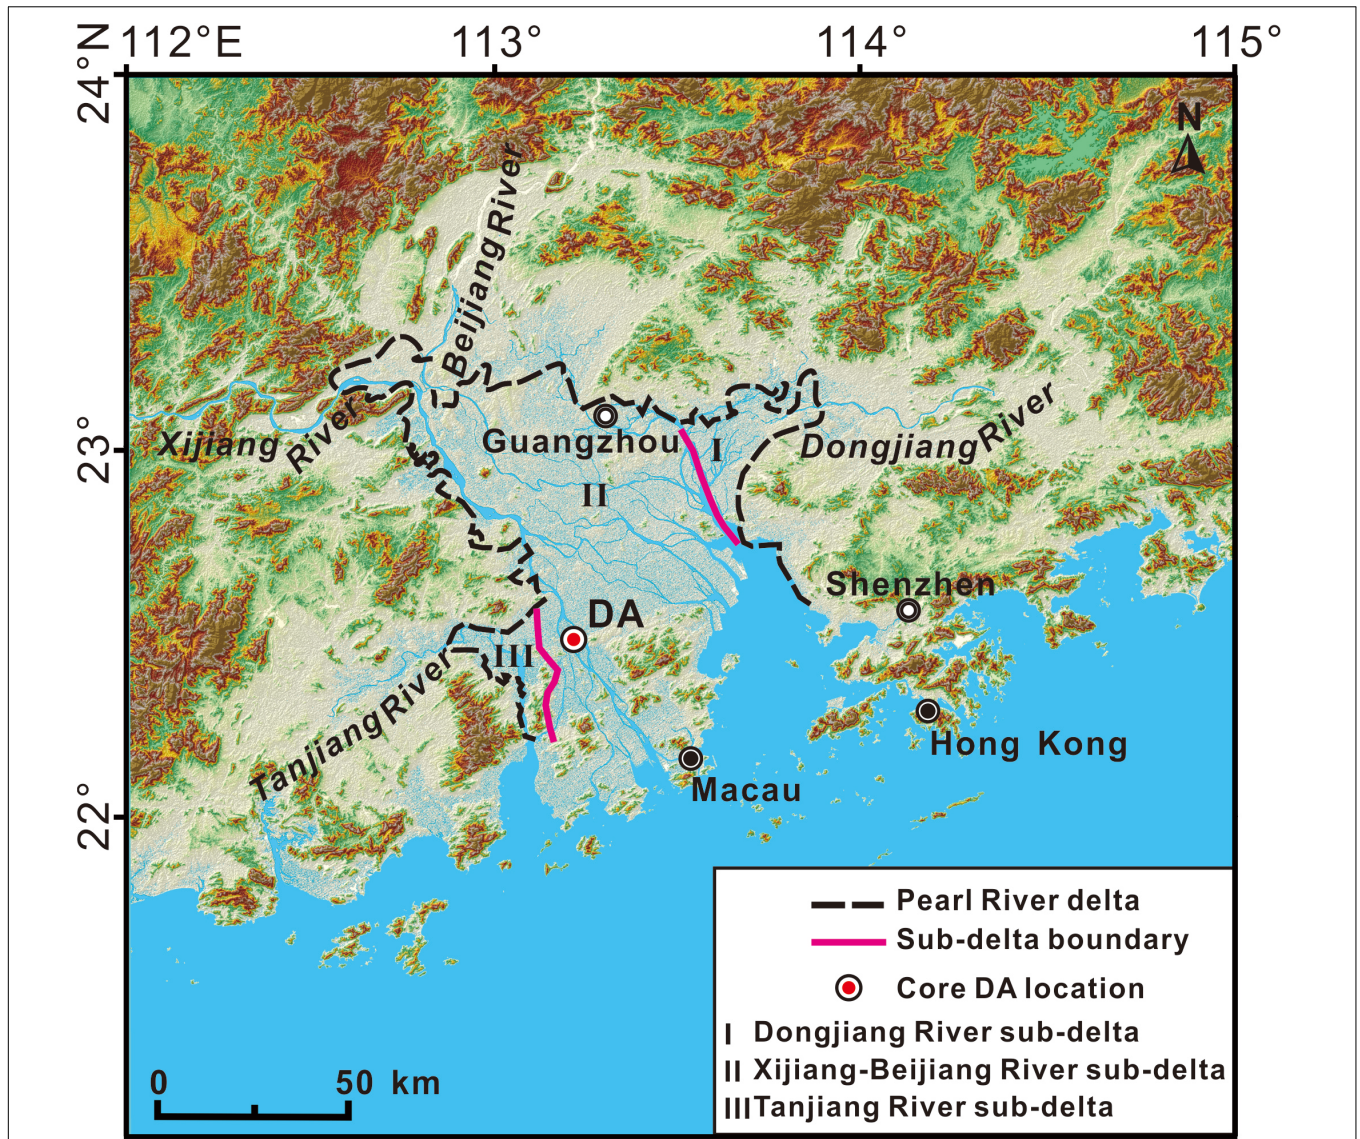 112°E 113° 114° 115°
24°N
N
Beijiang River
Xijiang River
Guangzhou
I
Dongjiang River
23°
II
Shenzhen
DA
III
Tanjiang River
Hong Kong
Macau
22°
Pearl River delta
Sub-delta boundary
Core DA location
I Dongjiang River sub-delta
II Xijiang-Beijiang River sub-delta
III Tanjiang River sub-delta
0 50 km